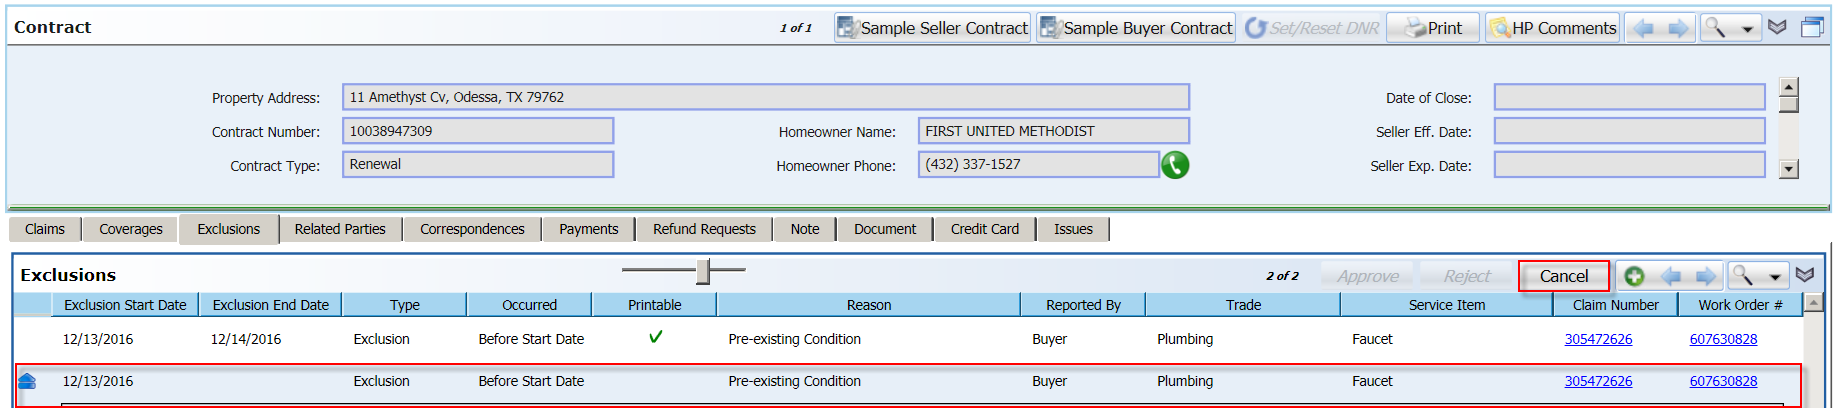 Contract 1 of 1 Sample Seller Contract Sample Buyer Contract Set/Reset DNR Print HP Comments
Property Address: 11 Amethyst Cv, Odessa, TX 79762 Date of Close:
Contract Number: 10038947309 Homeowner Name: FIRST UNITED METHODIST Seller Eff. Date:
Contract Type: Renewal Homeowner Phone: (432) 337-1527 Seller Exp. Date:
Claims Coverages Exclusions Related Parties Correspondences Payments Refund Requests Note Document Credit Card Issues
Exclusions 2 of 2 Approve Reject Cancel
Exclusion Start Date Exclusion End Date Type Occurred Printable Reason Reported By Trade Service Item Claim Number Work Order #
12/13/2016 12/14/2016 Exclusion Before Start Date Pre-existing Condition Buyer Plumbing Faucet 305472626 607630828
12/13/2016 Exclusion Before Start Date Pre-existing Condition Buyer Plumbing Faucet 305472626 607630828